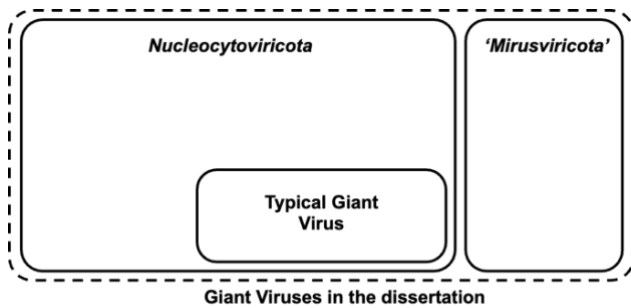 Nucleocytoviricota
‘Mirusviricota’
Typical Giant
Virus
Giant Viruses in the dissertation